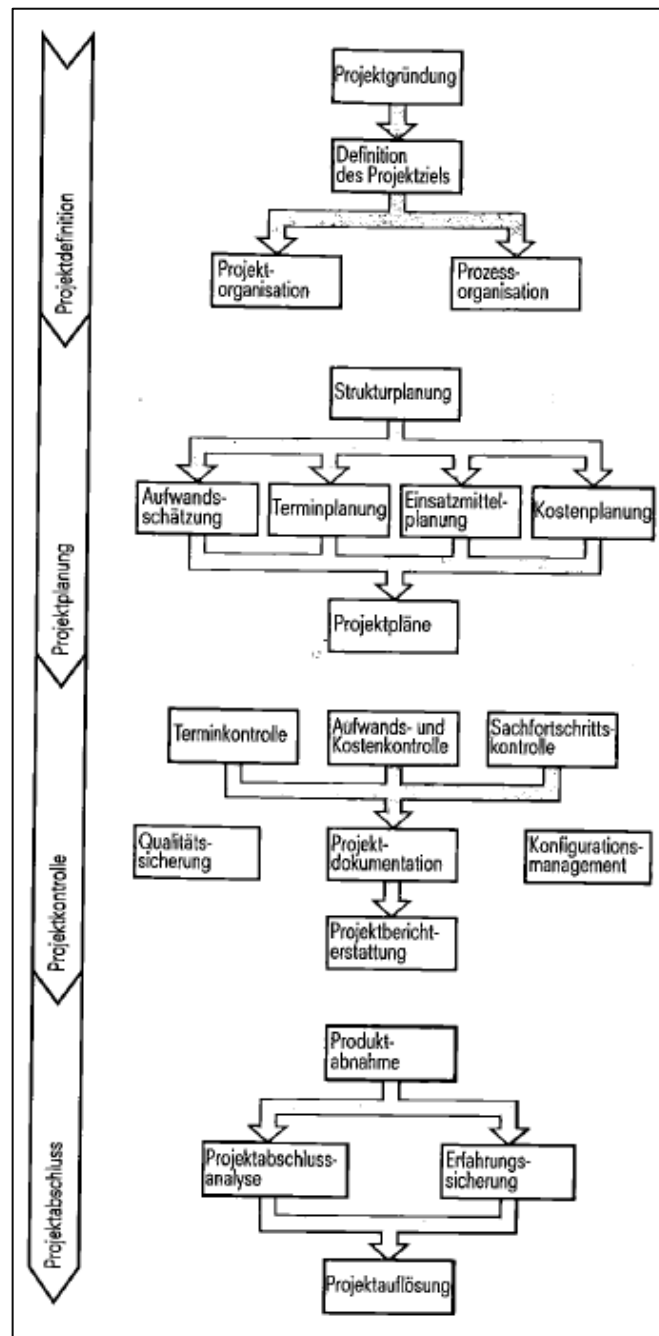 Projektdefinition
Projektgründung
Definition
des Projektziels
Projekt-
organisation
Prozess-
organisation
Projektplanung
Strukturplanung
Aufwands-
schätzung
Terminplanung
Einsatzmittel-
planung
Kostenplanung
Projektpläne
Projektkontrolle
Terminkontrolle
Aufwands- und
Kostenkontrolle
Sachfortschritts-
kontrolle
Qualitäts-
sicherung
Projekt-
dokumentation
Konfigurations-
management
Projektbericht-
erstattung
Projektabschluss
Produkt-
abnahme
Projektabschluss-
analyse
Erfahrungs-
sicherung
Projektauflösung